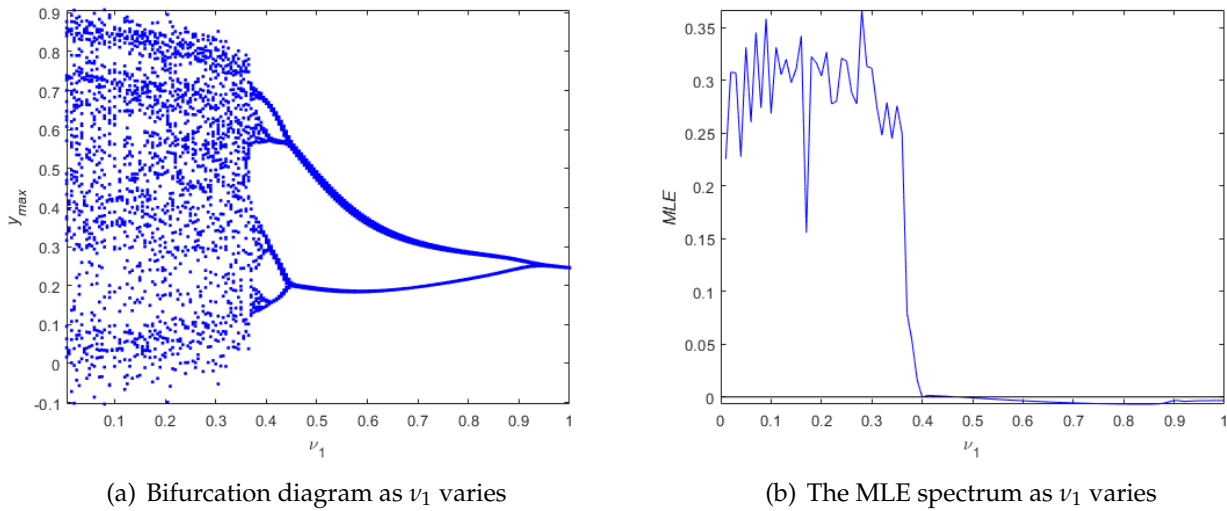 0.9
0.8
0.7
0.6
0.5
0.4
0.3
0.2
0.1
0
-0.1
y_max
0.1 0.2 0.3 0.4 0.5 0.6 0.7 0.8 0.9 1
ν₁
(a) Bifurcation diagram as ν₁ varies
0.35
0.3
0.25
0.2
0.15
0.1
0.05
0
MLE
0 0.1 0.2 0.3 0.4 0.5 0.6 0.7 0.8 0.9 1
ν₁
(b) The MLE spectrum as ν₁ varies